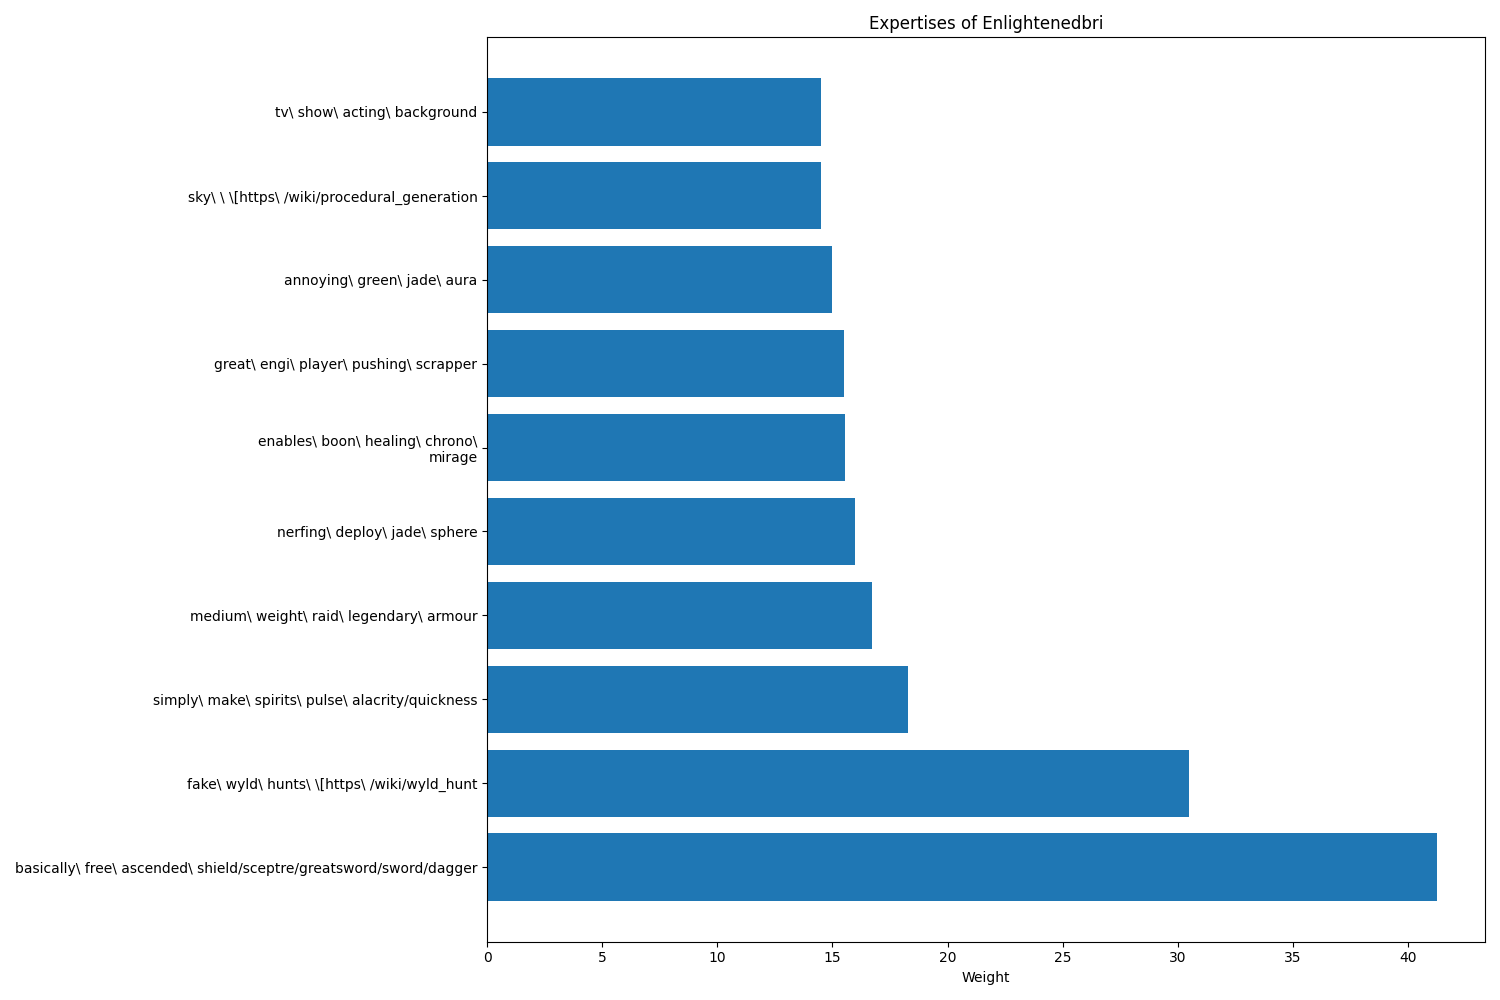 Expertises of Enlightenedbri
tv\ show\ acting\ background
sky\ \ \[https\ /wiki/procedural_generation
annoying\ green\ jade\ aura
great\ engi\ player\ pushing\ scrapper
enables\ boon\ healing\ chrono\
mirage
nerfing\ deploy\ jade\ sphere
medium\ weight\ raid\ legendary\ armour
simply\ make\ spirits\ pulse\ alacrity/quickness
fake\ wyld\ hunts\ \[https\ /wiki/wyld_hunt
basically\ free\ ascended\ shield/sceptre/greatsword/sword/dagger
0 5 10 15 20 25 30 35 40
Weight